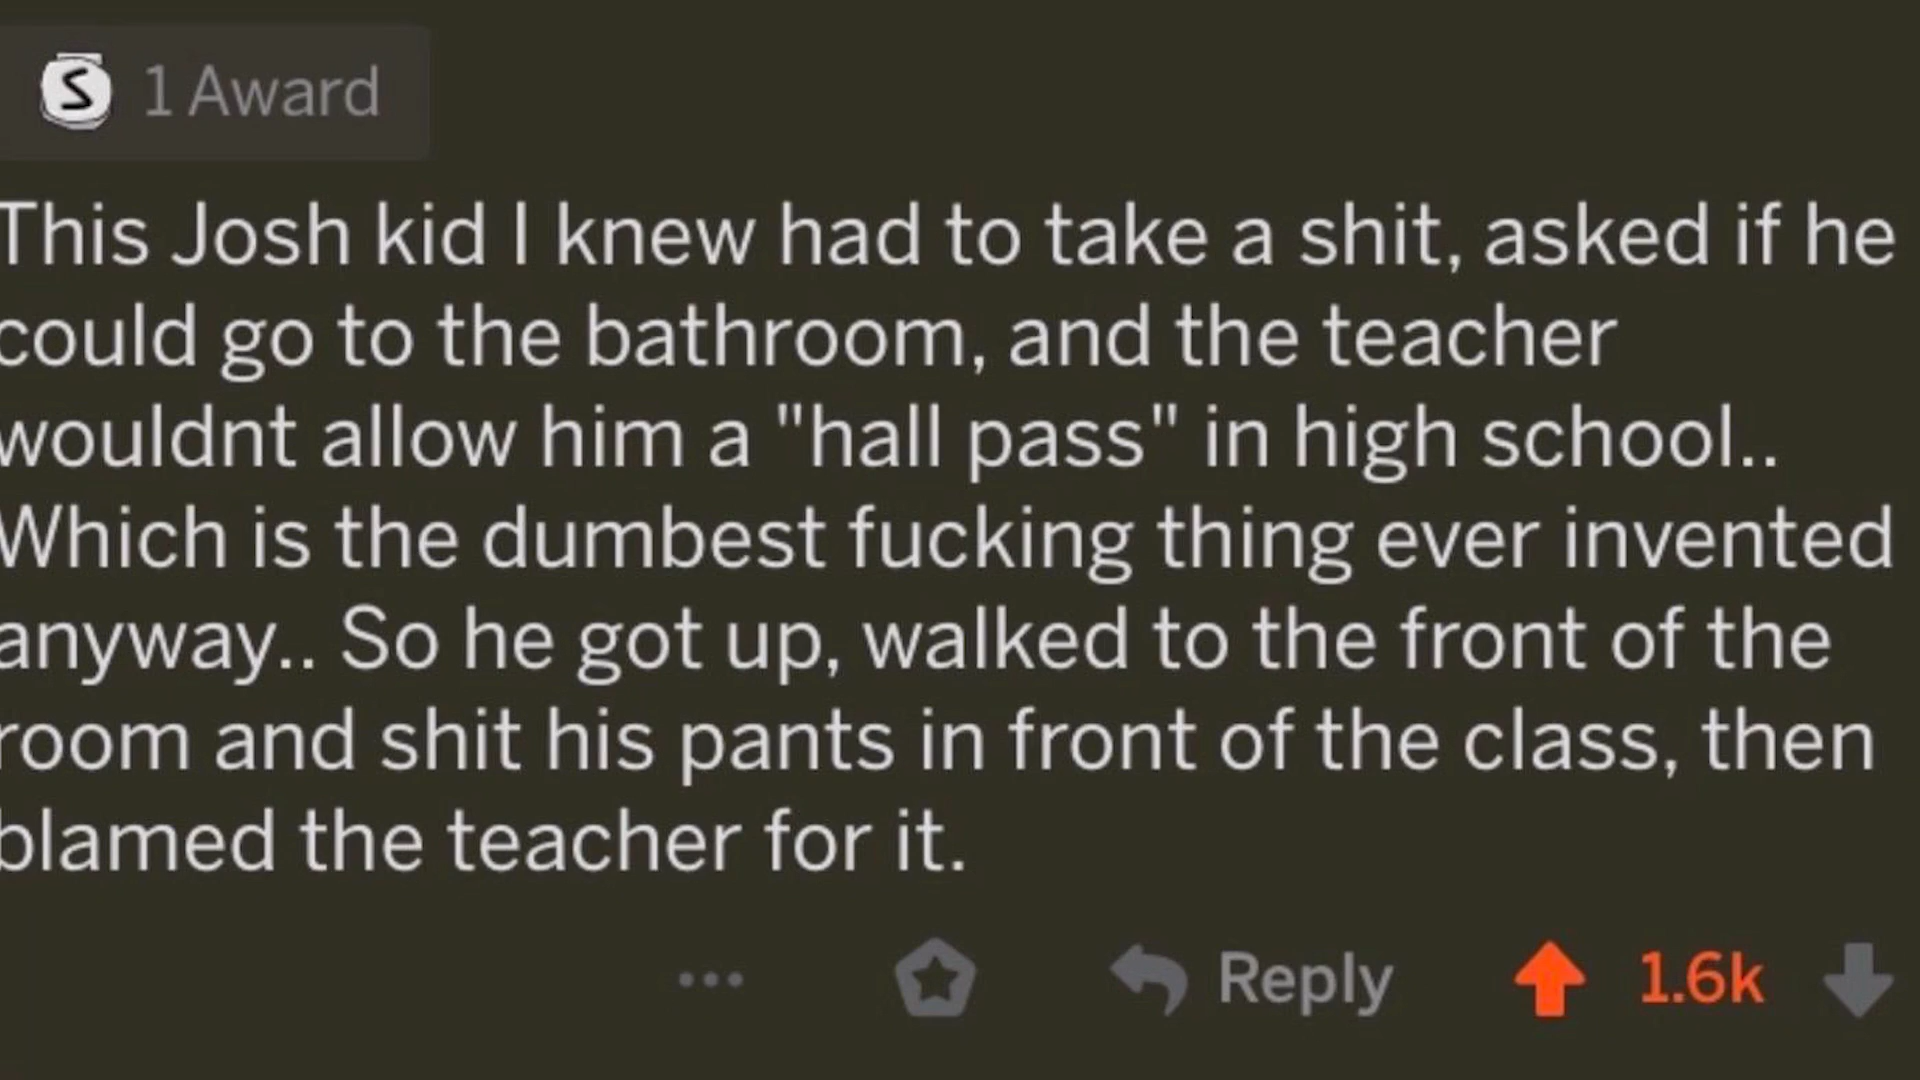 S 1 Award
This Josh kid I knew had to take a shit, asked if he
could go to the bathroom, and the teacher
wouldnt allow him a "hall pass" in high school..
Which is the dumbest fucking thing ever invented
anyway.. So he got up, walked to the front of the
room and shit his pants in front of the class, then
blamed the teacher for it.
... Reply 1.6k